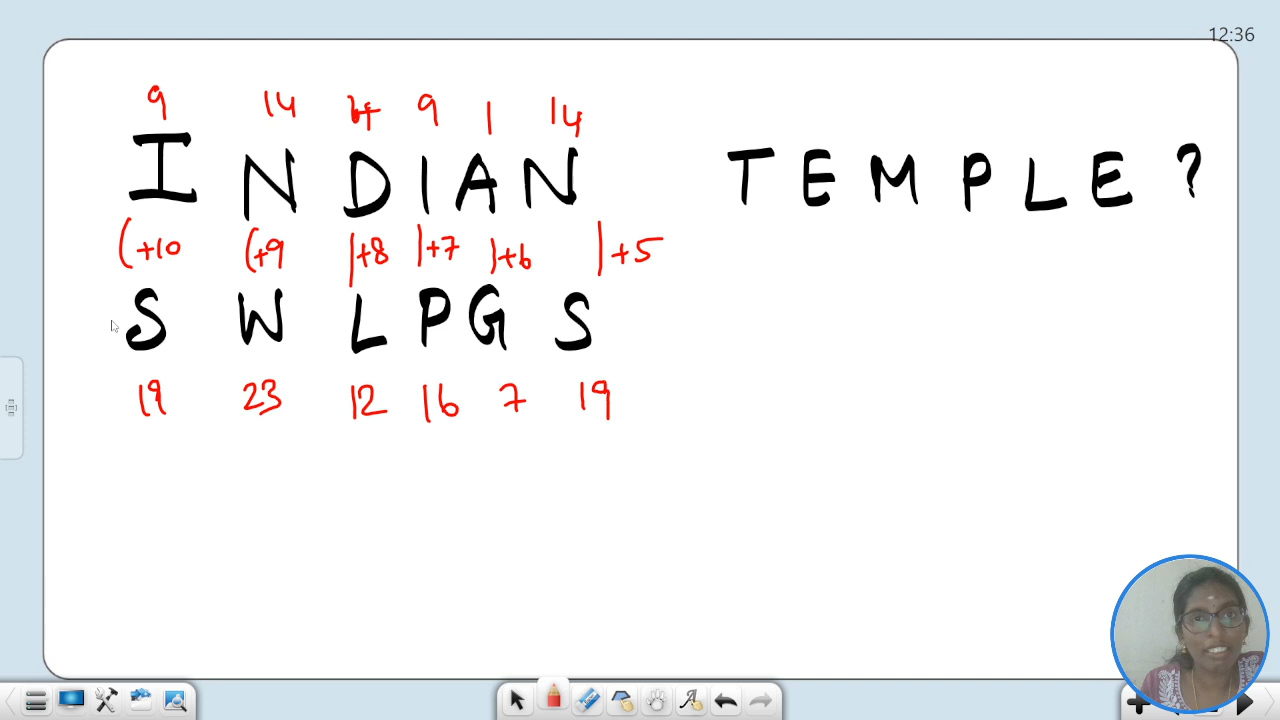 12:36
9 14 4 9 1 14
INDIAN TEMPLE?
(+10 (+9 |+8 |+7 |+6 |+5
SWLPGS
19 23 12 16 7 19